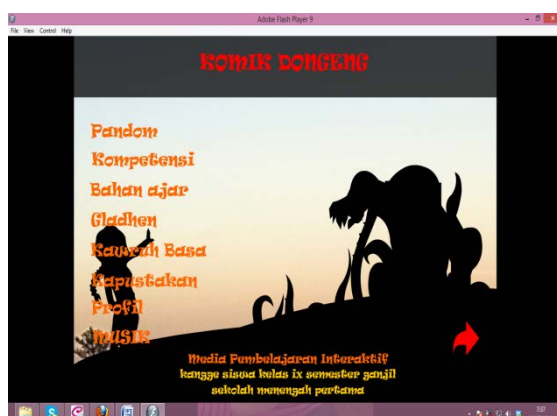 Adobe Flash Player 9
File View Control Help
KOMIK DONGENG
Pandom
Kompetensi
Bahan ajar
Gladhen
Kawruh Basa
Kapustakan
Profil
MUSIK
Media Pembelajaran Interaktif
kangge siswa kelas ix semester ganjil
sekolah menengah pertama